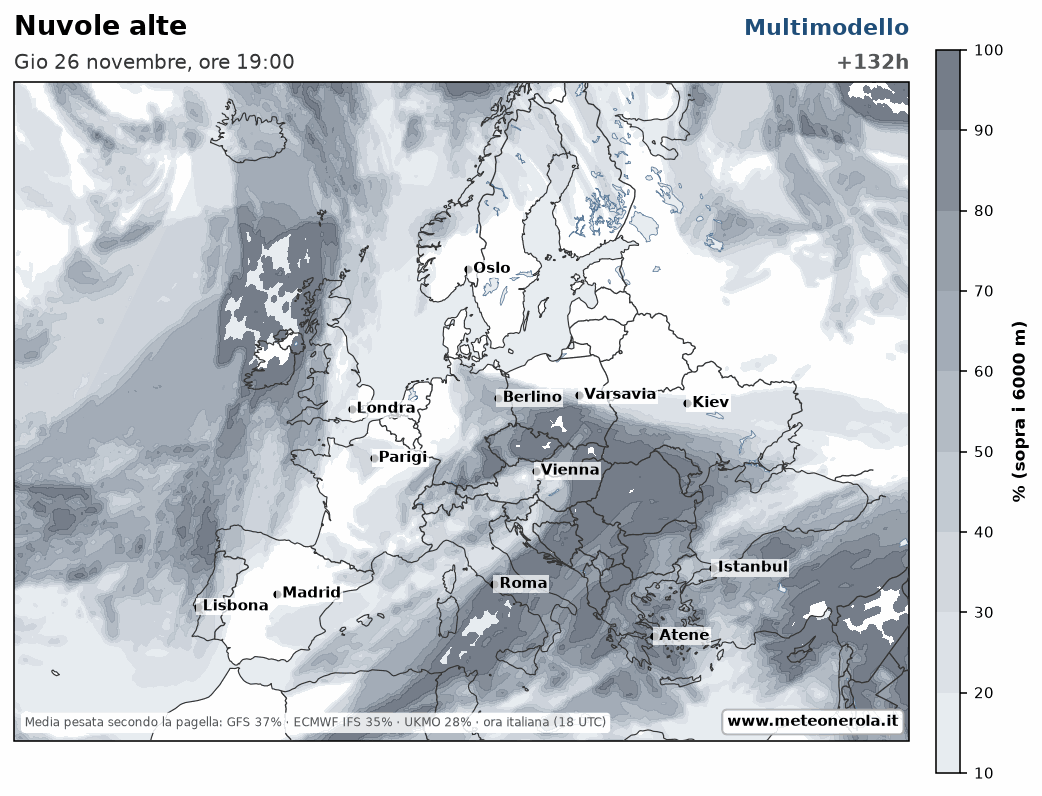 Nuvole alte
Multimodello
Gio 26 novembre, ore 19:00
+132h
100
90
80
70
60
50
40
30
20
10
% (sopra i 6000 m)
Oslo
Londra
Berlino
Varsavia
Kiev
Parigi
Vienna
Istanbul
Roma
Madrid
Lisbona
Atene
Media pesata secondo la pagella: GFS 37% · ECMWF IFS 35% · UKMO 28% · ora italiana (18 UTC)
www.meteonerola.it